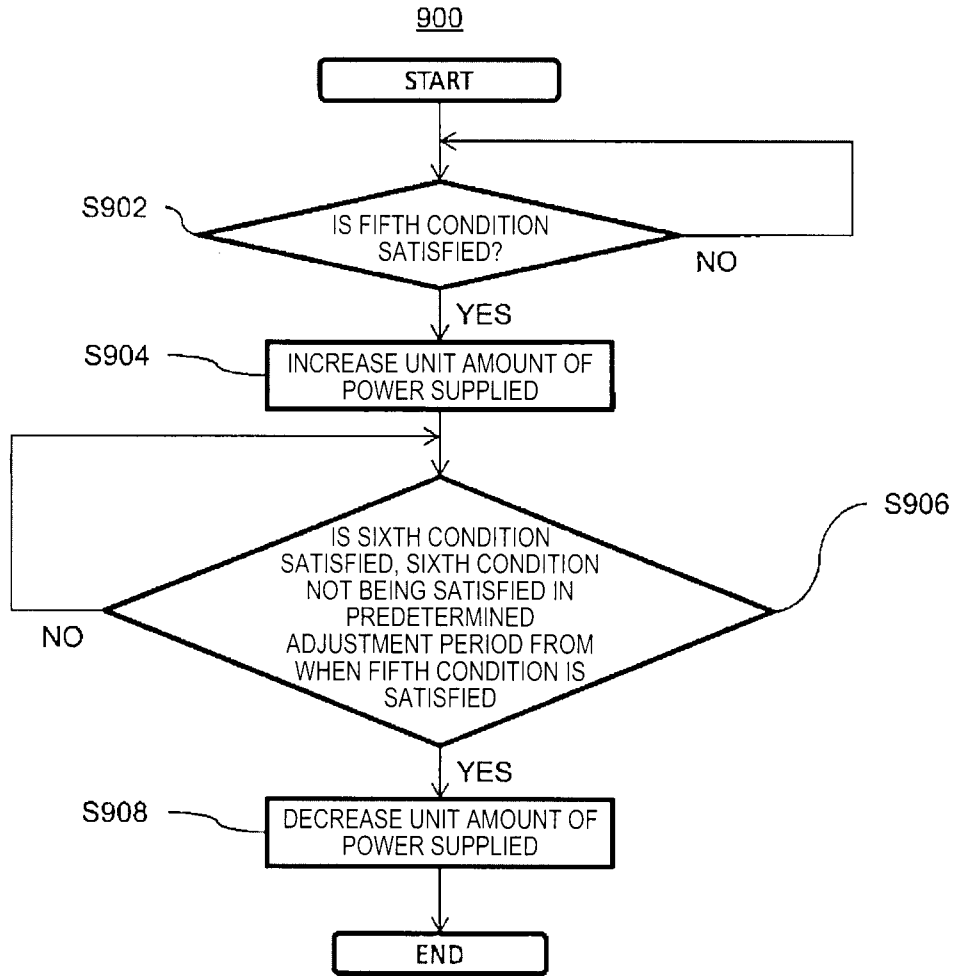 900
START
S902
IS FIFTH CONDITION
SATISFIED?
NO
YES
S904
INCREASE UNIT AMOUNT OF
POWER SUPPLIED
S906
IS SIXTH CONDITION
SATISFIED, SIXTH CONDITION
NOT BEING SATISFIED IN
PREDETERMINED
ADJUSTMENT PERIOD FROM
WHEN FIFTH CONDITION IS
SATISFIED
NO
YES
S908
DECREASE UNIT AMOUNT OF
POWER SUPPLIED
END